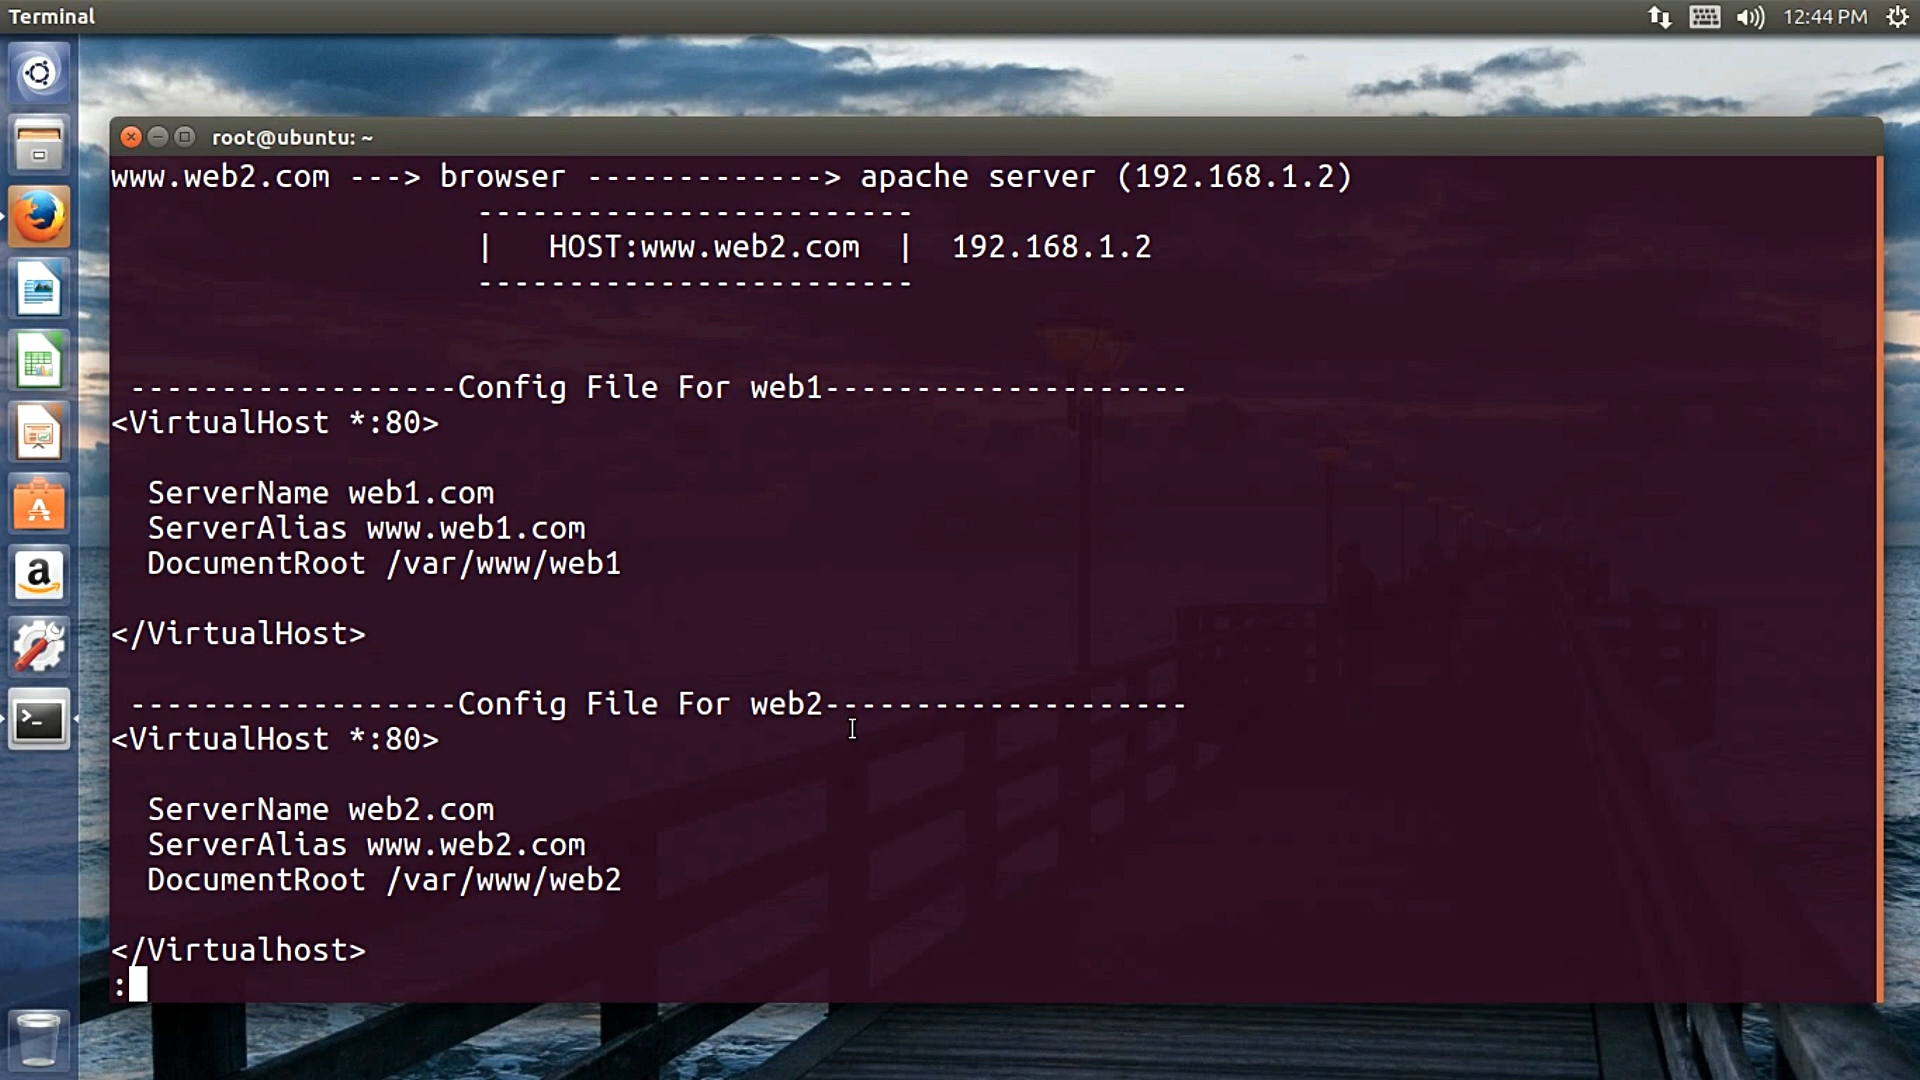 Terminal
12:44 PM
root@ubuntu: ~
www.web2.com ---> browser -------------> apache server (192.168.1.2)
------------------------
| HOST:www.web2.com | 192.168.1.2
------------------------
------------------Config File For web1--------------------
<VirtualHost *:80>
ServerName web1.com
ServerAlias www.web1.com
DocumentRoot /var/www/web1
</VirtualHost>
------------------Config File For web2--------------------
<VirtualHost *:80>
ServerName web2.com
ServerAlias www.web2.com
DocumentRoot /var/www/web2
</Virtualhost>
: